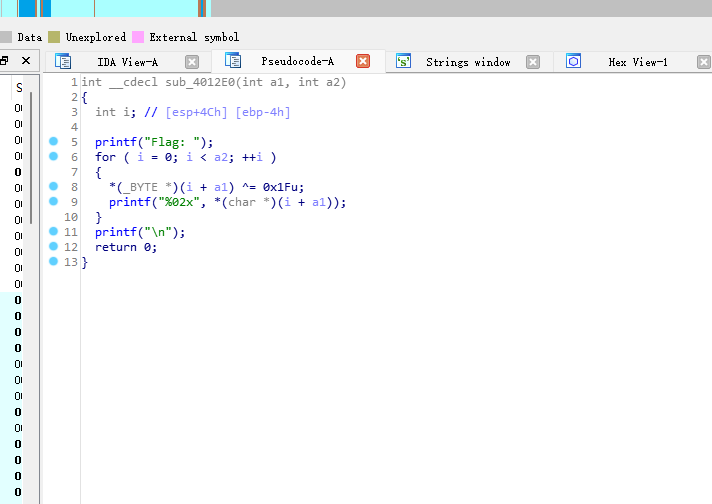 Data Unexplored External symbol
IDA View-A Pseudocode-A Strings window Hex View-1
S
1 int __cdecl sub_4012E0(int a1, int a2)
2 {
3 int i; // [esp+4Ch] [ebp-4h]
4
5 printf("Flag: ");
6 for ( i = 0; i < a2; ++i )
7 {
8 *(_BYTE *)(i + a1) ^= 0x1Fu;
9 printf("%02x", *(char *)(i + a1));
10 }
11 printf("\n");
12 return 0;
13 }